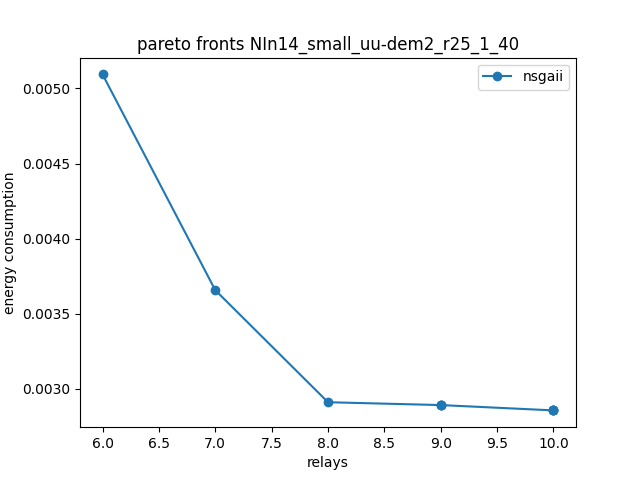 pareto fronts NIn14_small_uu-dem2_r25_1_40
nsgaii
energy consumption
0.0050
0.0045
0.0040
0.0035
0.0030
6.0 6.5 7.0 7.5 8.0 8.5 9.0 9.5 10.0
relays